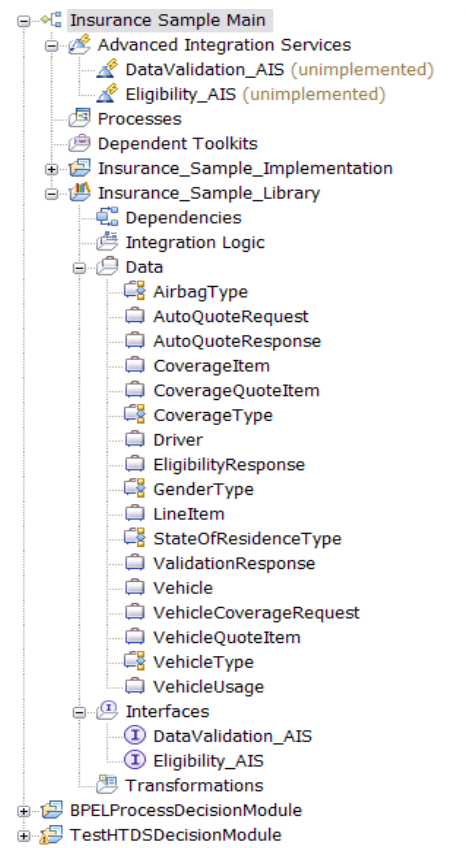 Insurance Sample Main
Advanced Integration Services
DataValidation_AIS (unimplemented)
Eligibility_AIS (unimplemented)
Processes
Dependent Toolkits
Insurance_Sample_Implementation
Insurance_Sample_Library
Dependencies
Integration Logic
Data
AirbagType
AutoQuoteRequest
AutoQuoteResponse
CoverageItem
CoverageQuoteItem
CoverageType
Driver
EligibilityResponse
GenderType
LineItem
StateOfResidenceType
ValidationResponse
Vehicle
VehicleCoverageRequest
VehicleQuoteItem
VehicleType
VehicleUsage
Interfaces
DataValidation_AIS
Eligibility_AIS
Transformations
BPELProcessDecisionModule
TestHTDSDecisionModule